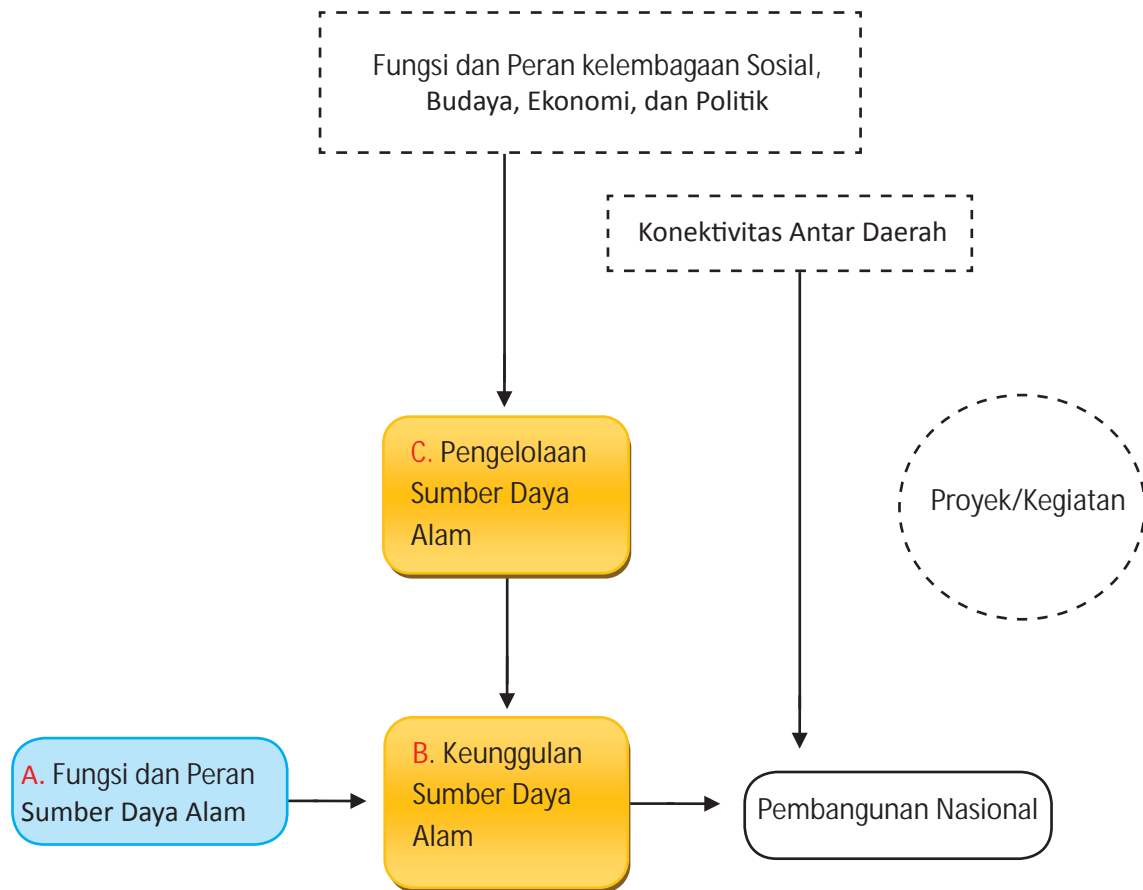 Fungsi dan Peran kelembagaan Sosial,
Budaya, Ekonomi, dan Politik
Konektivitas Antar Daerah
C. Pengelolaan
Sumber Daya
Alam
Proyek/Kegiatan
A. Fungsi dan Peran
Sumber Daya Alam
B. Keunggulan
Sumber Daya
Alam
Pembangunan Nasional